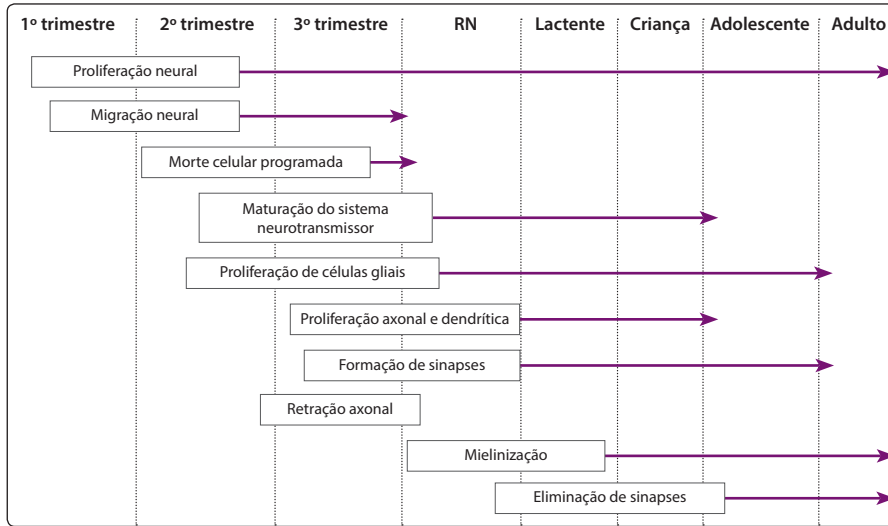 1º trimestre 2º trimestre 3º trimestre RN Lactente Criança Adolescente Adulto
Proliferação neural
Migração neural
Morte celular programada
Maturação do sistema
neurotransmissor
Proliferação de células gliais
Proliferação axonal e dendrítica
Formação de sinapses
Retração axonal
Mielinização
Eliminação de sinapses